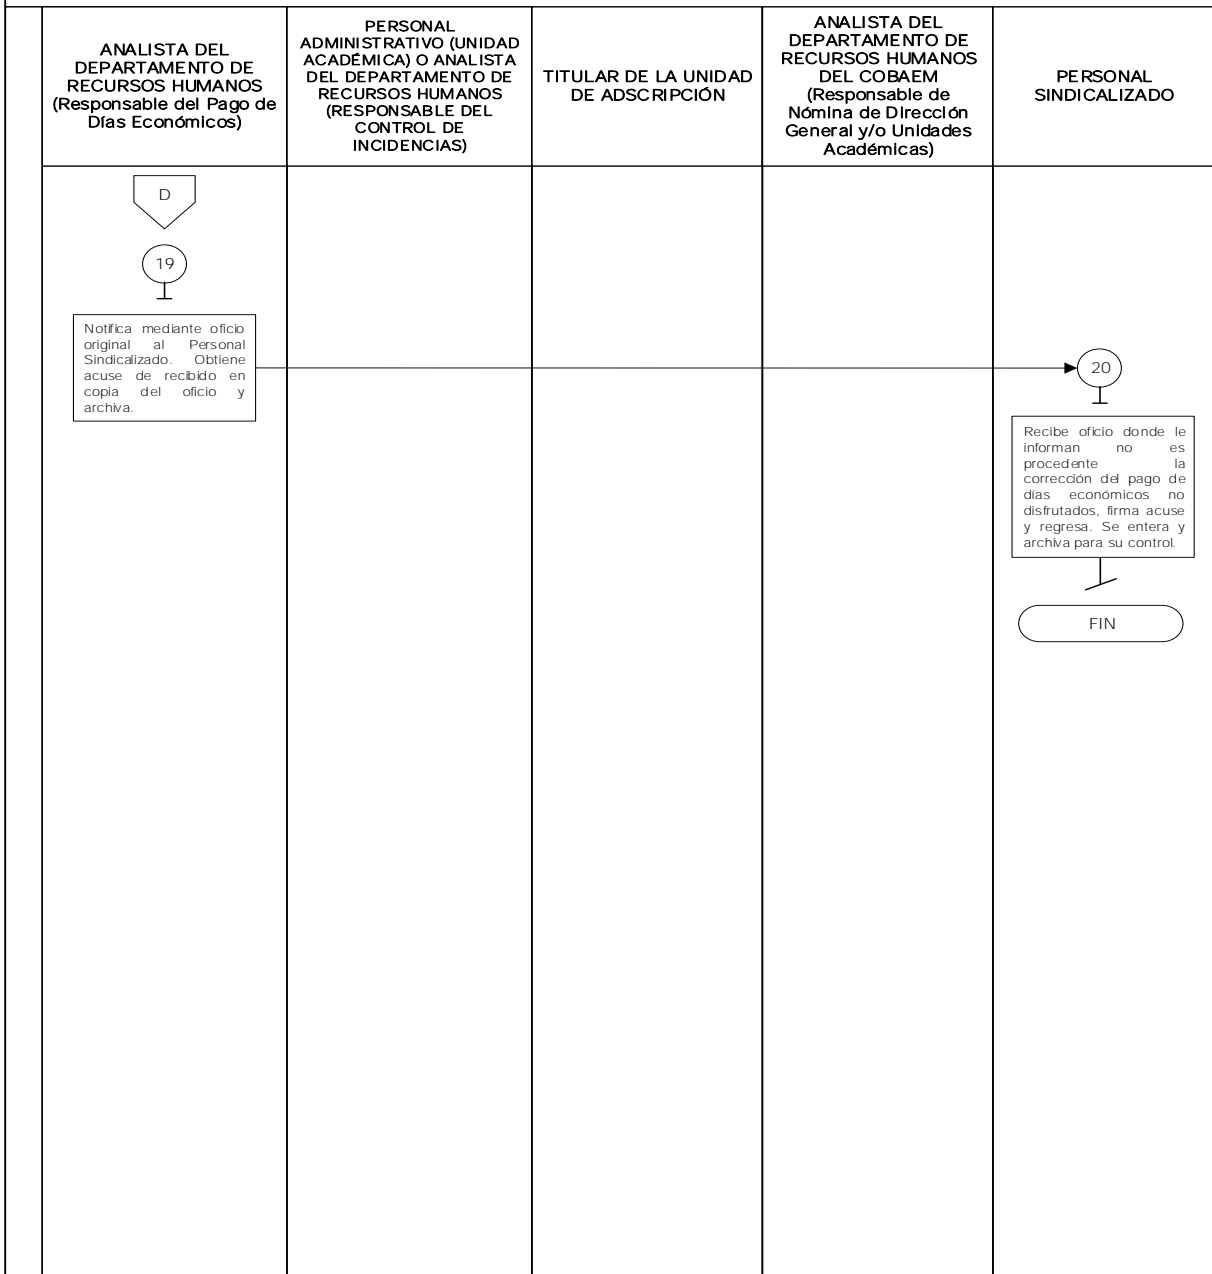 ANALISTA DEL
DEPARTAMENTO DE
RECURSOS HUMANOS
(Responsable del Pago de
Días Económicos)
PERSONAL
ADMINISTRATIVO (UNIDAD
ACADÉMICA) O ANALISTA
DEL DEPARTAMENTO DE
RECURSOS HUMANOS
(RESPONSABLE DEL
CONTROL DE
INCIDENCIAS)
TITULAR DE LA UNIDAD
DE ADSCRIPCIÓN
ANALISTA DEL
DEPARTAMENTO DE
RECURSOS HUMANOS
DEL COBAEM
(Responsable de
Nómina de Dirección
General y/o Unidades
Académicas)
PERSONAL
SINDICALIZADO
D
19
Notifica mediante oficio
original al Personal
Sindicalizado. Obtiene
acuse de recibido en
copia del oficio y
archiva.
20
Recibe oficio donde le
informan no es
procedente la
corrección del pago de
días económicos no
disfrutados, firma acuse
y regresa. Se entera y
archiva para su control.
FIN